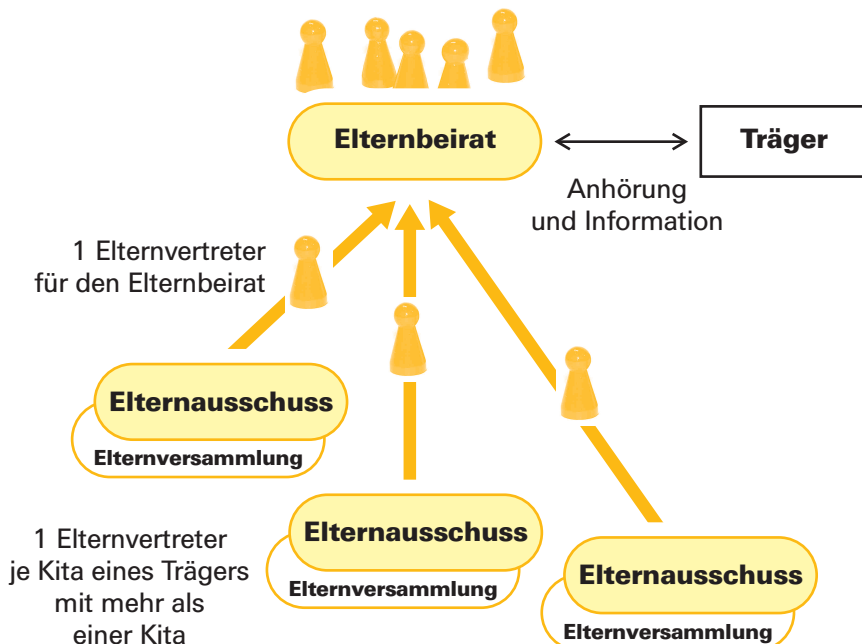 Elternbeirat
Träger
Anhörung
und Information
1 Elternvertreter
für den Elternbeirat
Elternausschuss
Elternversammlung
1 Elternvertreter
je Kita eines Trägers
mit mehr als
einer Kita
Elternausschuss
Elternversammlung
Elternausschuss
Elternversammlung